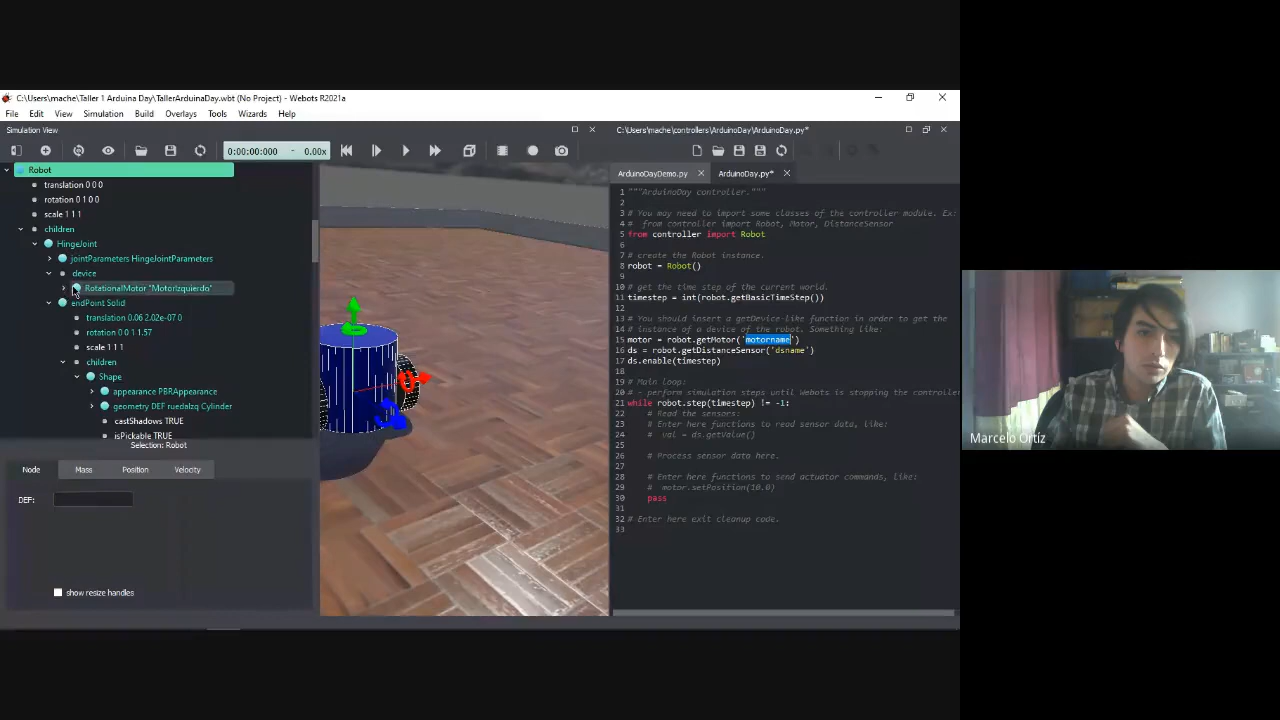 C:\Users\mache\Taller 1 Arduina Day\TallerArduinaDay.wbt (No Project) - Webots R2021a
File Edit View Simulation Build Overlays Tools Wizards Help
Simulation View
0:00:00:000 - 0.00x
Robot
translation 0 0 0
rotation 0 1 0 0
scale 1 1 1
children
HingeJoint
jointParameters HingeJointParameters
device
RotationalMotor "MotorIzquierdo"
endPoint Solid
translation 0.06 2.02e-07 0
rotation 0 0 1 1.57
scale 1 1 1
children
Shape
appearance PBRAppearance
geometry DEF ruedaIzq Cylinder
castShadows TRUE
isPickable TRUE
Selection: Robot
Node Mass Position Velocity
DEF:
show resize handles
C:\Users\mache\controllers\ArduinoDay\ArduinoDay.py*
ArduinoDayDemo.py ArduinoDay.py*
1 """ArduinoDay controller."""
2
3 # You may need to import some classes of the controller module. Ex:
4 #  from controller import Robot, Motor, DistanceSensor
5 from controller import Robot
6
7 # create the Robot instance.
8 robot = Robot()
9
10 # get the time step of the current world.
11 timestep = int(robot.getBasicTimeStep())
12
13 # You should insert a getDevice-like function in order to get the
14 # instance of a device of the robot. Something like:
15 motor = robot.getMotor('motorname')
16 ds = robot.getDistanceSensor('dsname')
17 ds.enable(timestep)
18
19 # Main loop:
20 # - perform simulation steps until Webots is stopping the controller
21 while robot.step(timestep) != -1:
22 # Read the sensors:
23 # Enter here functions to read sensor data, like:
24 #  val = ds.getValue()
25
26 # Process sensor data here.
27
28 # Enter here functions to send actuator commands, like:
29 #  motor.setPosition(10.0)
30 pass
31
32 # Enter here exit cleanup code.
33
Marcelo Ortíz